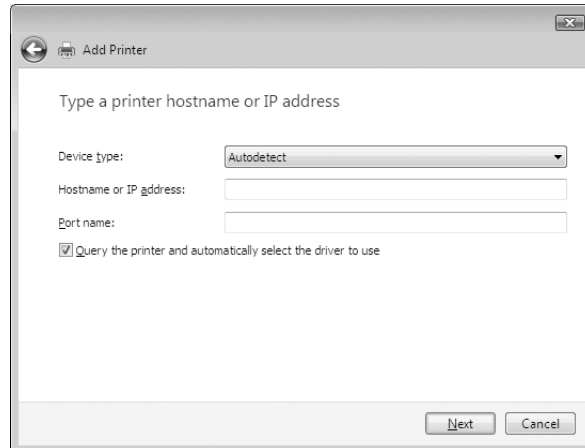 Add Printer
Type a printer hostname or IP address
Device type: Autodetect
Hostname or IP address:
Port name:
Query the printer and automatically select the driver to use
Next Cancel